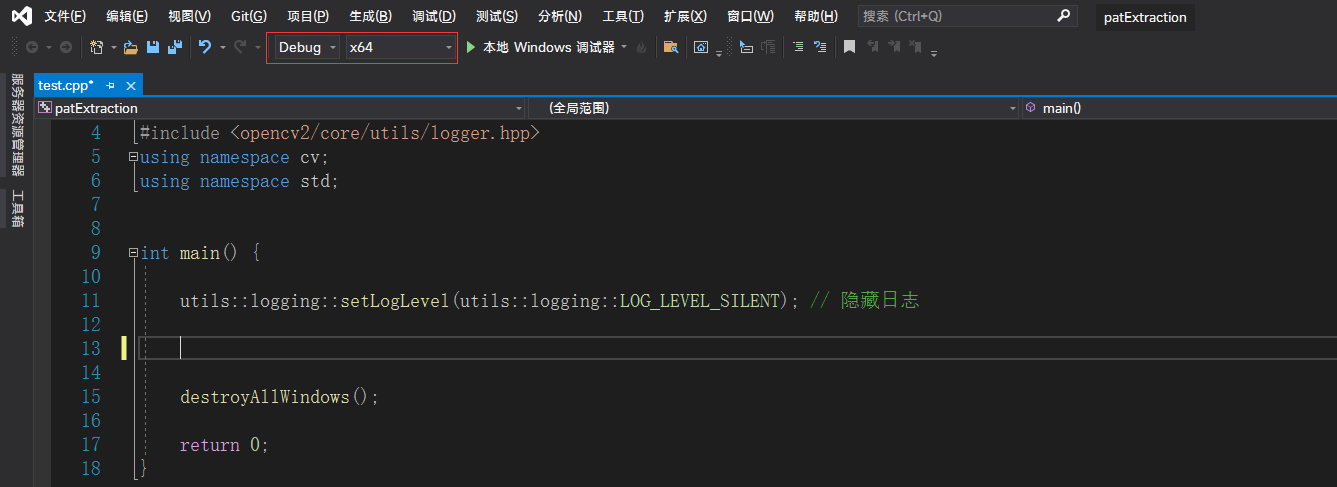 文件(F) 编辑(E) 视图(V) Git(G) 项目(P) 生成(B) 调试(D) 测试(S) 分析(N) 工具(T) 扩展(X) 窗口(W) 帮助(H) 搜索 (Ctrl+Q) patExtraction
Debug x64 本地 Windows 调试器
服务器资源管理器
工具箱
test.cpp*
patExtraction (全局范围) main()
4 #include <opencv2/core/utils/logger.hpp>
5 using namespace cv;
6 using namespace std;
7
8
9 int main() {
10
11 utils::logging::setLogLevel(utils::logging::LOG_LEVEL_SILENT); // 隐藏日志
12
13
14
15 destroyAllWindows();
16
17 return 0;
18 }